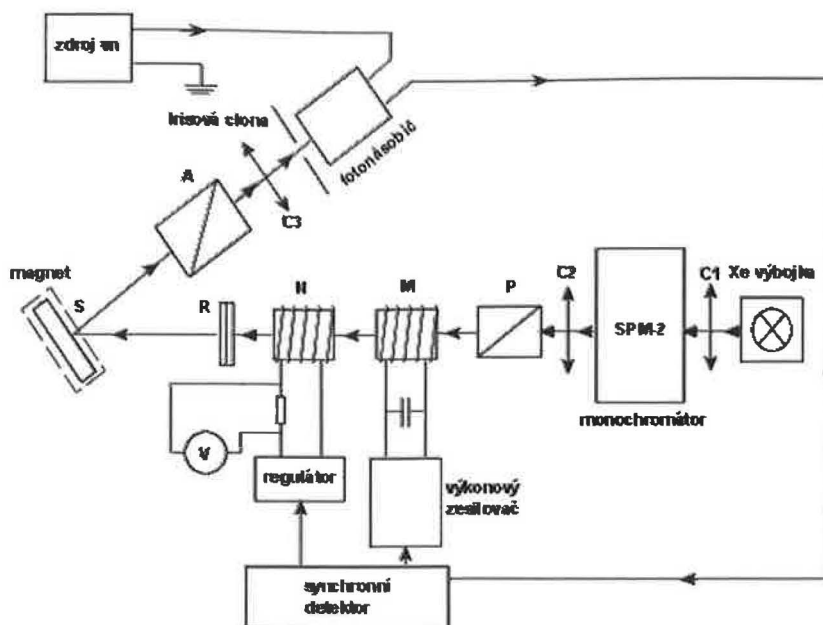 zdroj vn
Irisová clona
fotonásobič
A
C3
magnet
S
R
N
M
P
C2
C1
Xe výbojka
SPM-2
monochromátor
V
regulátor
výkonový
zesilovač
synchronní
detektor